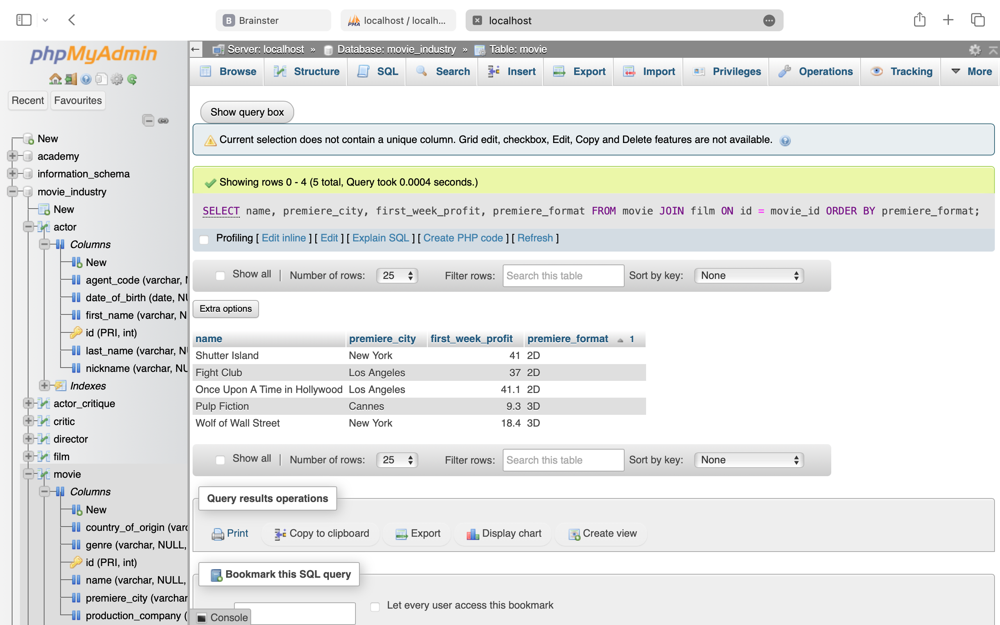 Brainster
localhost / localh...
localhost
phpMyAdmin
Server: localhost » Database: movie_industry » Table: movie
Browse Structure SQL Search Insert Export Import Privileges Operations Tracking More
Recent Favourites
New
academy
information_schema
movie_industry
New
actor
Columns
New
agent_code (varchar, N
date_of_birth (date, NU
first_name (varchar, N
id (PRI, int)
last_name (varchar, NU
nickname (varchar, NU
Indexes
actor_critique
critic
director
film
movie
Columns
New
country_of_origin (varc
genre (varchar, NULL,
id (PRI, int)
name (varchar, NULL,
premiere_city (varchar
production_company (
Show query box
Current selection does not contain a unique column. Grid edit, checkbox, Edit, Copy and Delete features are not available.
Showing rows 0 - 4 (5 total, Query took 0.0004 seconds.)
SELECT name, premiere_city, first_week_profit, premiere_format FROM movie JOIN film ON id = movie_id ORDER BY premiere_format;
Profiling [ Edit inline ] [ Edit ] [ Explain SQL ] [ Create PHP code ] [ Refresh ]
Show all | Number of rows: 25 Filter rows: Search this table Sort by key: None
Extra options
name premiere_city first_week_profit premiere_format 1
Shutter Island New York 41 2D
Fight Club Los Angeles 37 2D
Once Upon A Time in Hollywood Los Angeles 41.1 2D
Pulp Fiction Cannes 9.3 3D
Wolf of Wall Street New York 18.4 3D
Show all | Number of rows: 25 Filter rows: Search this table Sort by key: None
Query results operations
Print Copy to clipboard Export Display chart Create view
Bookmark this SQL query
Let every user access this bookmark
Console